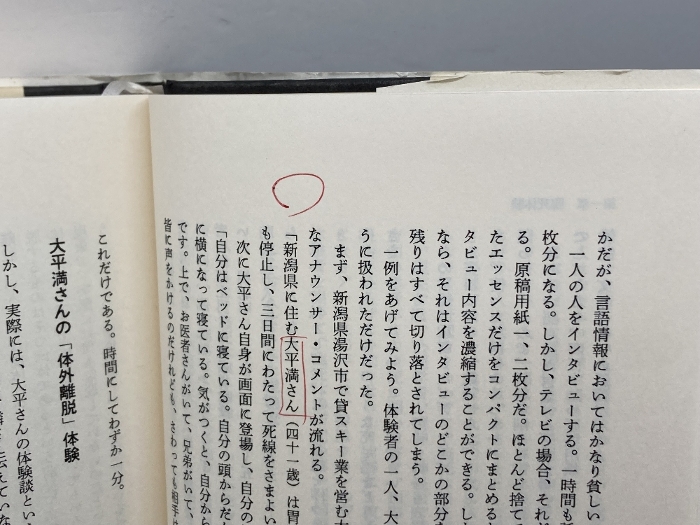 かだが、言語情報においてはかなり貧しい
一人の人をインタビューする。一時間も
枚分になる。しかし、テレビの場合、それ
る。原稿用紙一、二枚分だ。ほとんど捨て
たエッセンスだけをコンパクトにまとめると
タビュー内容を濃縮することができる。し
なら、それはインタビューのどこかの部分
残りはすべて切り落とされてしまう。
一例をあげてみよう。体験者の一人、大
うに扱われただけだった。
まず、新潟県湯沢市で貸スキー業を営む
なアナウンサー・コメントが流れる。
「新潟県に住む大平満さん（四十一歳）は胃
も停止し、三日間にわたって死線をさまよい
次に大平さん自身が画面に登場し、自分の
「自分はベッドに寝ている。自分の頭からだ
に横になって寝ている。気がつくと、自分から
です。上で、お医者さんがいて、兄弟がいて、
皆に声をかけるのだけれども、さわっても相手は
これだけである。時間にしてわずか一分。
大平満さんの「体外離脱」体験
しかし、実際には、大平さんの体験談とい